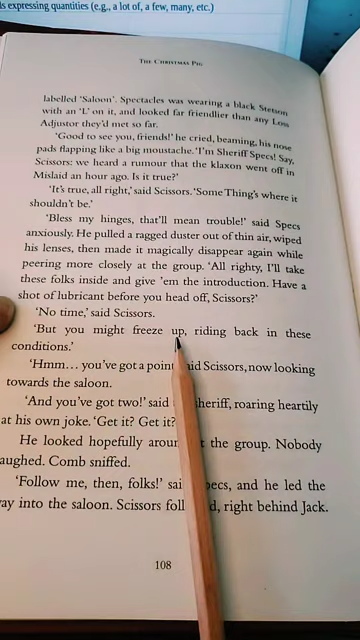 ls expressing quantities (e.g., a lot of, a few, many, etc.)
The Christmas Pig
labelled ‘Saloon’. Spectacles was wearing a black Stetson
with an ‘L’ on it, and looked far friendlier than any Loss
Adjustor they’d met so far.
‘Good to see you, friends!’ he cried, beaming, his nose
pads flapping like a big moustache. ‘I’m Sheriff Specs! Say,
Scissors: we heard a rumour that the klaxon went off in
Mislaid an hour ago. Is it true?’
‘It’s true, all right,’ said Scissors. ‘Some Thing’s where it
shouldn’t be.’
‘Bless my hinges, that’ll mean trouble!’ said Specs
anxiously. He pulled a ragged duster out of thin air, wiped
his lenses, then made it magically disappear again while
peering more closely at the group. ‘All righty, I’ll take
these folks inside and give ’em the introduction. Have a
shot of lubricant before you head off, Scissors?’
‘No time,’ said Scissors.
‘But you might freeze up, riding back in these
conditions.’
‘Hmm… you’ve got a point said Scissors, now looking
towards the saloon.
‘And you’ve got two!’ said sheriff, roaring heartily
at his own joke. ‘Get it? Get it?
He looked hopefully around the group. Nobody
aughed. Comb sniffed.
‘Follow me, then, folks!’ said Specs, and he led the
way into the saloon. Scissors foll d, right behind Jack.
108